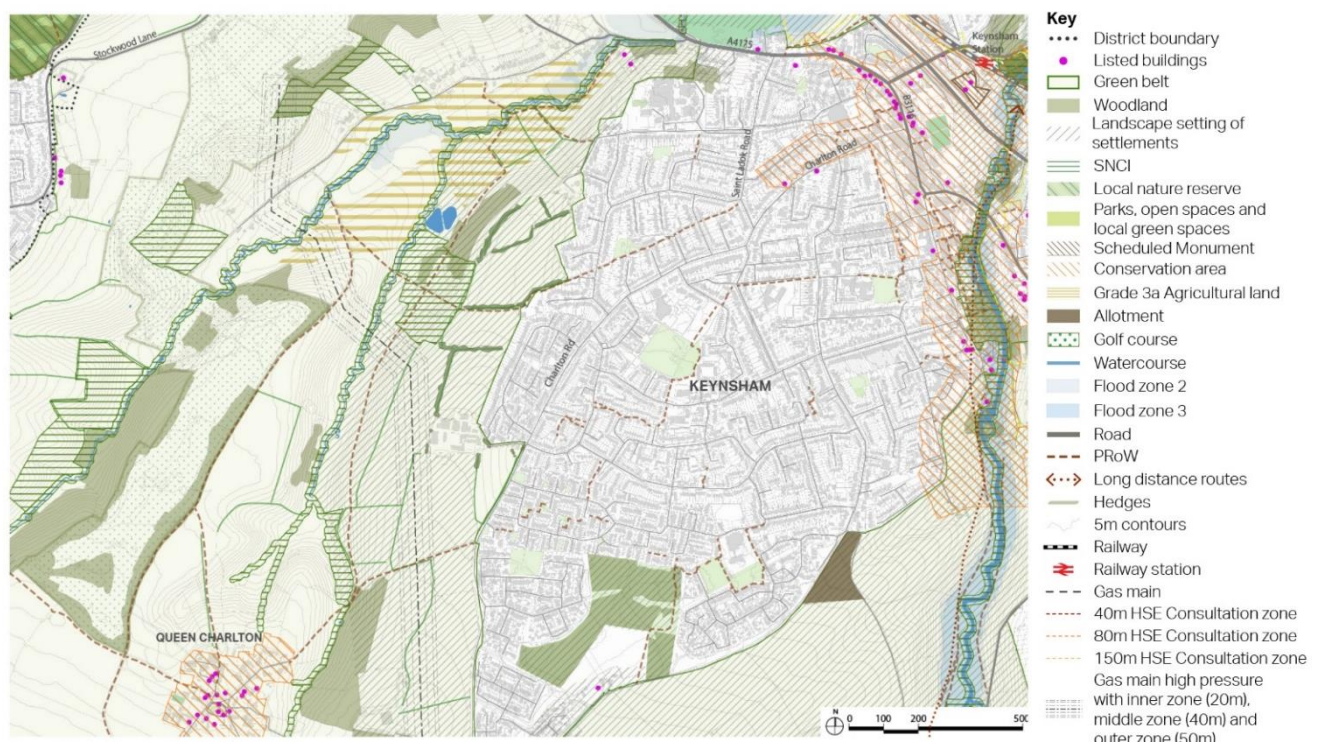 Stockwood Lane
A4175
Keynsham
Station
B3116
Charlton Road
Saint Ladoc Road
Charlton Rd
KEYNSHAM
QUEEN CHARLTON
N
0 100 200
Key
District boundary
Listed buildings
Green belt
Woodland
Landscape setting of
settlements
SNCI
Local nature reserve
Parks, open spaces and
local green spaces
Scheduled Monument
Conservation area
Grade 3a Agricultural land
Allotment
Golf course
Watercourse
Flood zone 2
Flood zone 3
Road
PRoW
Long distance routes
Hedges
5m contours
Railway
Railway station
Gas main
40m HSE Consultation zone
80m HSE Consultation zone
150m HSE Consultation zone
Gas main high pressure
with inner zone (20m),
middle zone (40m) and
outer zone (50m)